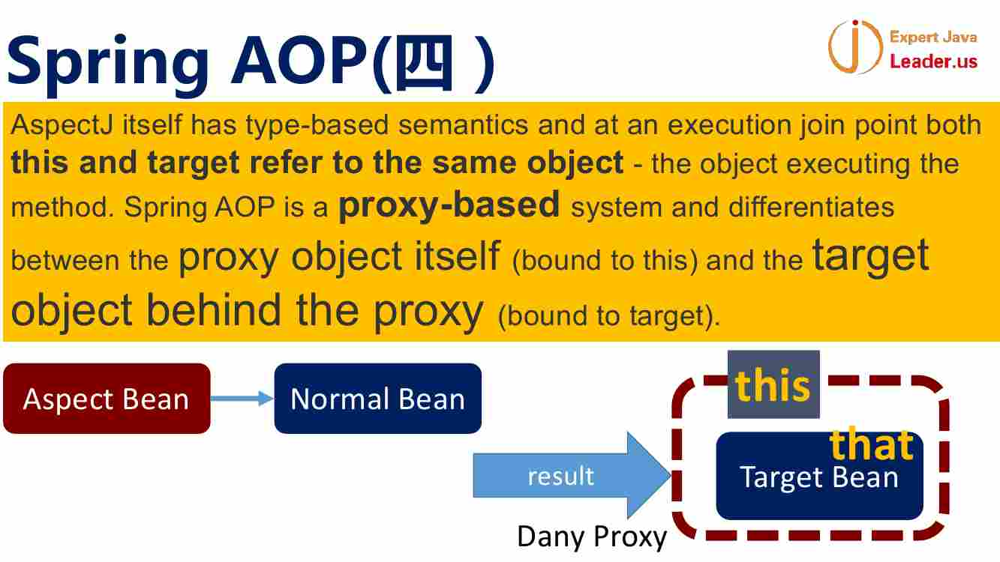 Spring AOP(四 )
Expert Java
Leader.us
AspectJ itself has type-based semantics and at an execution join point both
this and target refer to the same object - the object executing the
method. Spring AOP is a proxy-based system and differentiates
between the proxy object itself (bound to this) and the target
object behind the proxy (bound to target).
Aspect Bean
Normal Bean
this
that
Target Bean
result
Dany Proxy